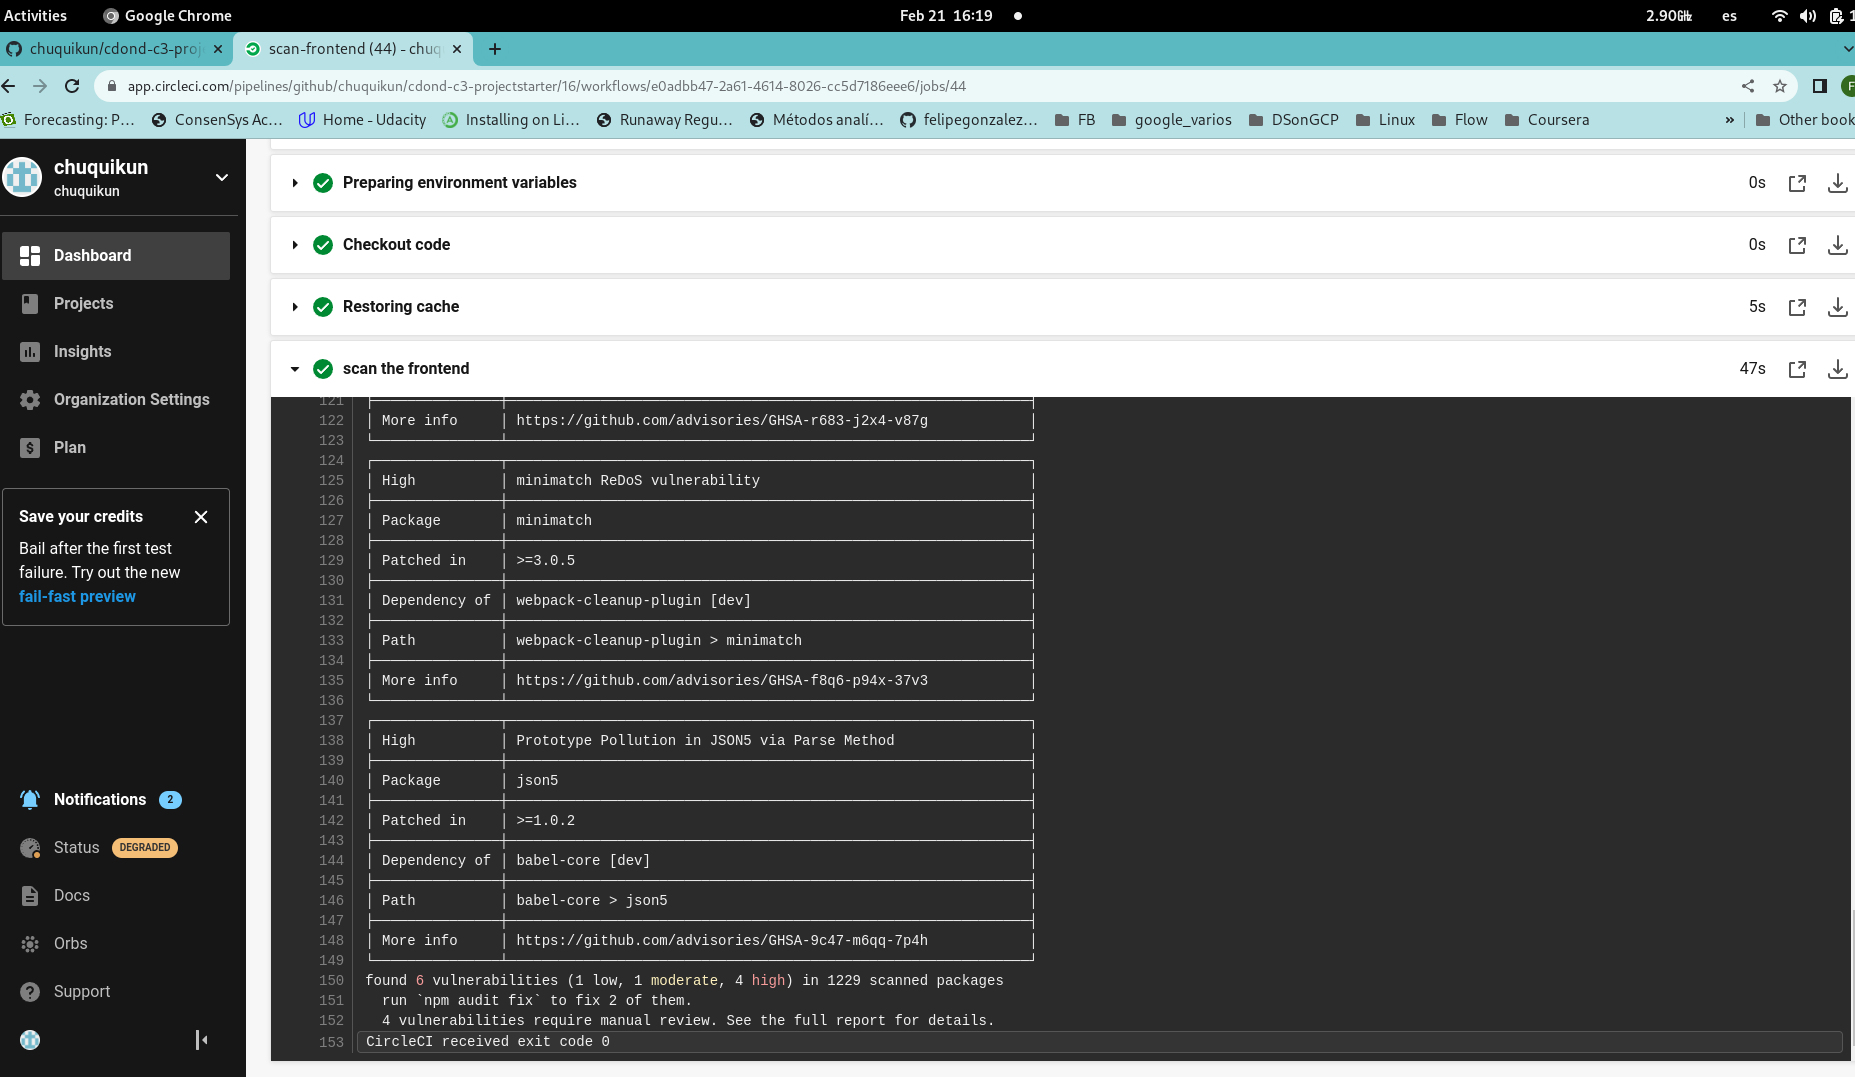 Activities
Google Chrome
Feb 21 16:19
2.90GHz
es
chuquikun/cdond-c3-proj
scan-frontend (44) - chuq
app.circleci.com/pipelines/github/chuquikun/cdond-c3-projectstarter/16/workflows/e0adbb47-2a61-4614-8026-cc5d7186eee6/jobs/44
Forecasting: P...
ConsenSys Ac...
Home - Udacity
Installing on Li...
Runaway Regu...
Métodos analí...
felipegonzalez...
FB
google_varios
DSonGCP
Linux
Flow
Coursera
»
Other book
chuquikun
chuquikun
Dashboard
Projects
Insights
Organization Settings
Plan
Save your credits
Bail after the first test
failure. Try out the new
fail-fast preview
Notifications 2
Status DEGRADED
Docs
Orbs
Support
Preparing environment variables 0s
Checkout code 0s
Restoring cache 5s
scan the frontend 47s
121
122 More info https://github.com/advisories/GHSA-r683-j2x4-v87g
123
124
125 High minimatch ReDoS vulnerability
126
127 Package minimatch
128
129 Patched in >=3.0.5
130
131 Dependency of webpack-cleanup-plugin [dev]
132
133 Path webpack-cleanup-plugin > minimatch
134
135 More info https://github.com/advisories/GHSA-f8q6-p94x-37v3
136
137
138 High Prototype Pollution in JSON5 via Parse Method
139
140 Package json5
141
142 Patched in >=1.0.2
143
144 Dependency of babel-core [dev]
145
146 Path babel-core > json5
147
148 More info https://github.com/advisories/GHSA-9c47-m6qq-7p4h
149
150 found 6 vulnerabilities (1 low, 1 moderate, 4 high) in 1229 scanned packages
151 run `npm audit fix` to fix 2 of them.
152 4 vulnerabilities require manual review. See the full report for details.
153 CircleCI received exit code 0